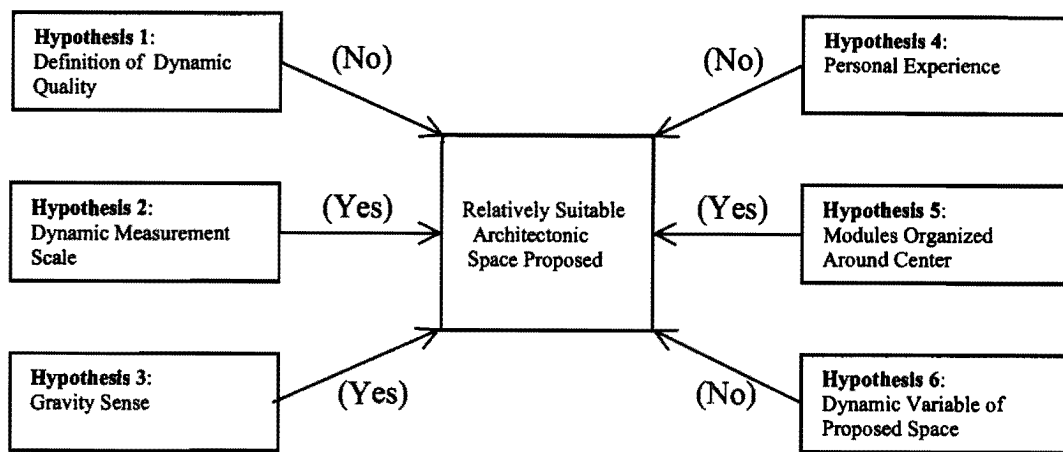 Hypothesis 1:
Definition of Dynamic
Quality
(No)
Hypothesis 2:
Dynamic Measurement
Scale
(Yes)
Hypothesis 3:
Gravity Sense
(Yes)
Relatively Suitable
Architectonic
Space Proposed
(No)
Hypothesis 4:
Personal Experience
(Yes)
Hypothesis 5:
Modules Organized
Around Center
(No)
Hypothesis 6:
Dynamic Variable of
Proposed Space